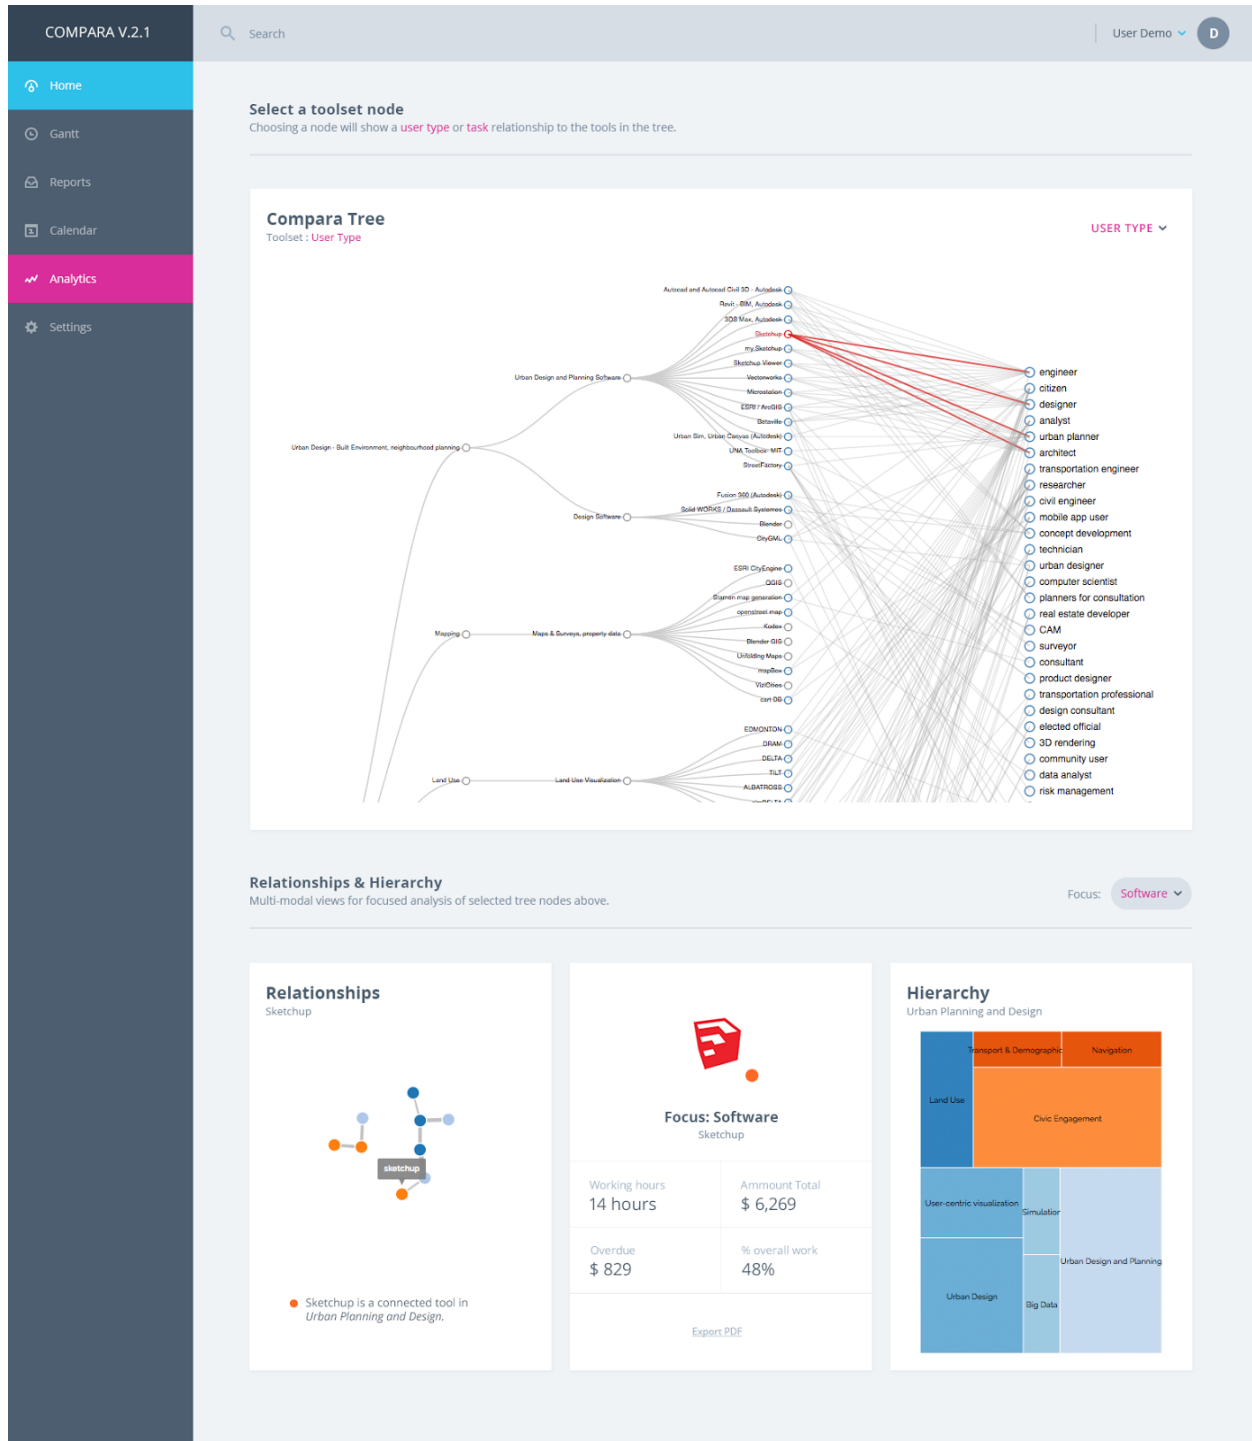 COMPARA V.2.1
Search
User Demo
D
Home
Gantt
Reports
Calendar
Analytics
Settings
Select a toolset node
Choosing a node will show a user type or task relationship to the tools in the tree.
Compara Tree
Toolset : User Type
USER TYPE
Autocad and Autocad Civil 3D - Autodesk
Revit - BIM, Autodesk
3DS Max, Autodesk
Sketchup
my.Sketchup
Sketchup Viewer
Vectorworks
Microstation
ESRI / ArcGIS
Betaville
Urban Sim, Urban Canvas (Autodesk)
UNA Toolbox- MIT
StreetFactory
Urban Design and Planning Software
Urban Design - Built Environment, neighbourhood planning
Fusion 360 (Autodesk)
Solid WORKS / Dassault Systemes
Blender
CityGML
Design Software
ESRI CityEngine
QGIS
Stamen map generation
openstreet map
Kodex
Blender GIS
Unfolding Maps
mapBox
ViziCities
cart DB
Mapping
Maps & Surveys, property data
EDMONTON
DRAM
DELTA
TILT
ALBATROSS
Land Use
Land Use Visualization
engineer
citizen
designer
analyst
urban planner
architect
transportation engineer
researcher
civil engineer
mobile app user
concept development
technician
urban designer
computer scientist
planners for consultation
real estate developer
CAM
surveyor
consultant
product designer
transportation professional
design consultant
elected official
3D rendering
community user
data analyst
risk management
Relationships & Hierarchy
Multi-modal views for focused analysis of selected tree nodes above.
Focus:
Software
Relationships
Sketchup
sketchup
Sketchup is a connected tool in
Urban Planning and Design.
Focus: Software
Sketchup
Working hours
14 hours
Ammount Total
$ 6,269
Overdue
$ 829
% overall work
48%
Export PDF
Hierarchy
Urban Planning and Design
Transport & Demographic
Navigation
Land Use
Civic Engagement
User-centric visualization
Simulation
Urban Design and Planning
Urban Design
Big Data